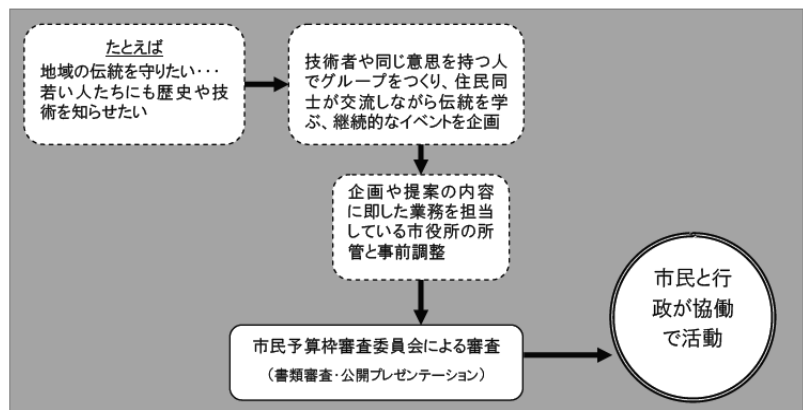 たとえば
地域の伝統を守りたい･･･
若い人たちにも歴史や技
術を知らせたい
技術者や同じ意思を持つ人
でグループをつくり、住民同
士が交流しながら伝統を学
ぶ、継続的なイベントを企画
企画や提案の内容
に即した業務を担当
している市役所の所
管と事前調整
市民予算枠審査委員会による審査
（書類審査・公開プレゼンテーション）
市民と行
政が協働
で活動